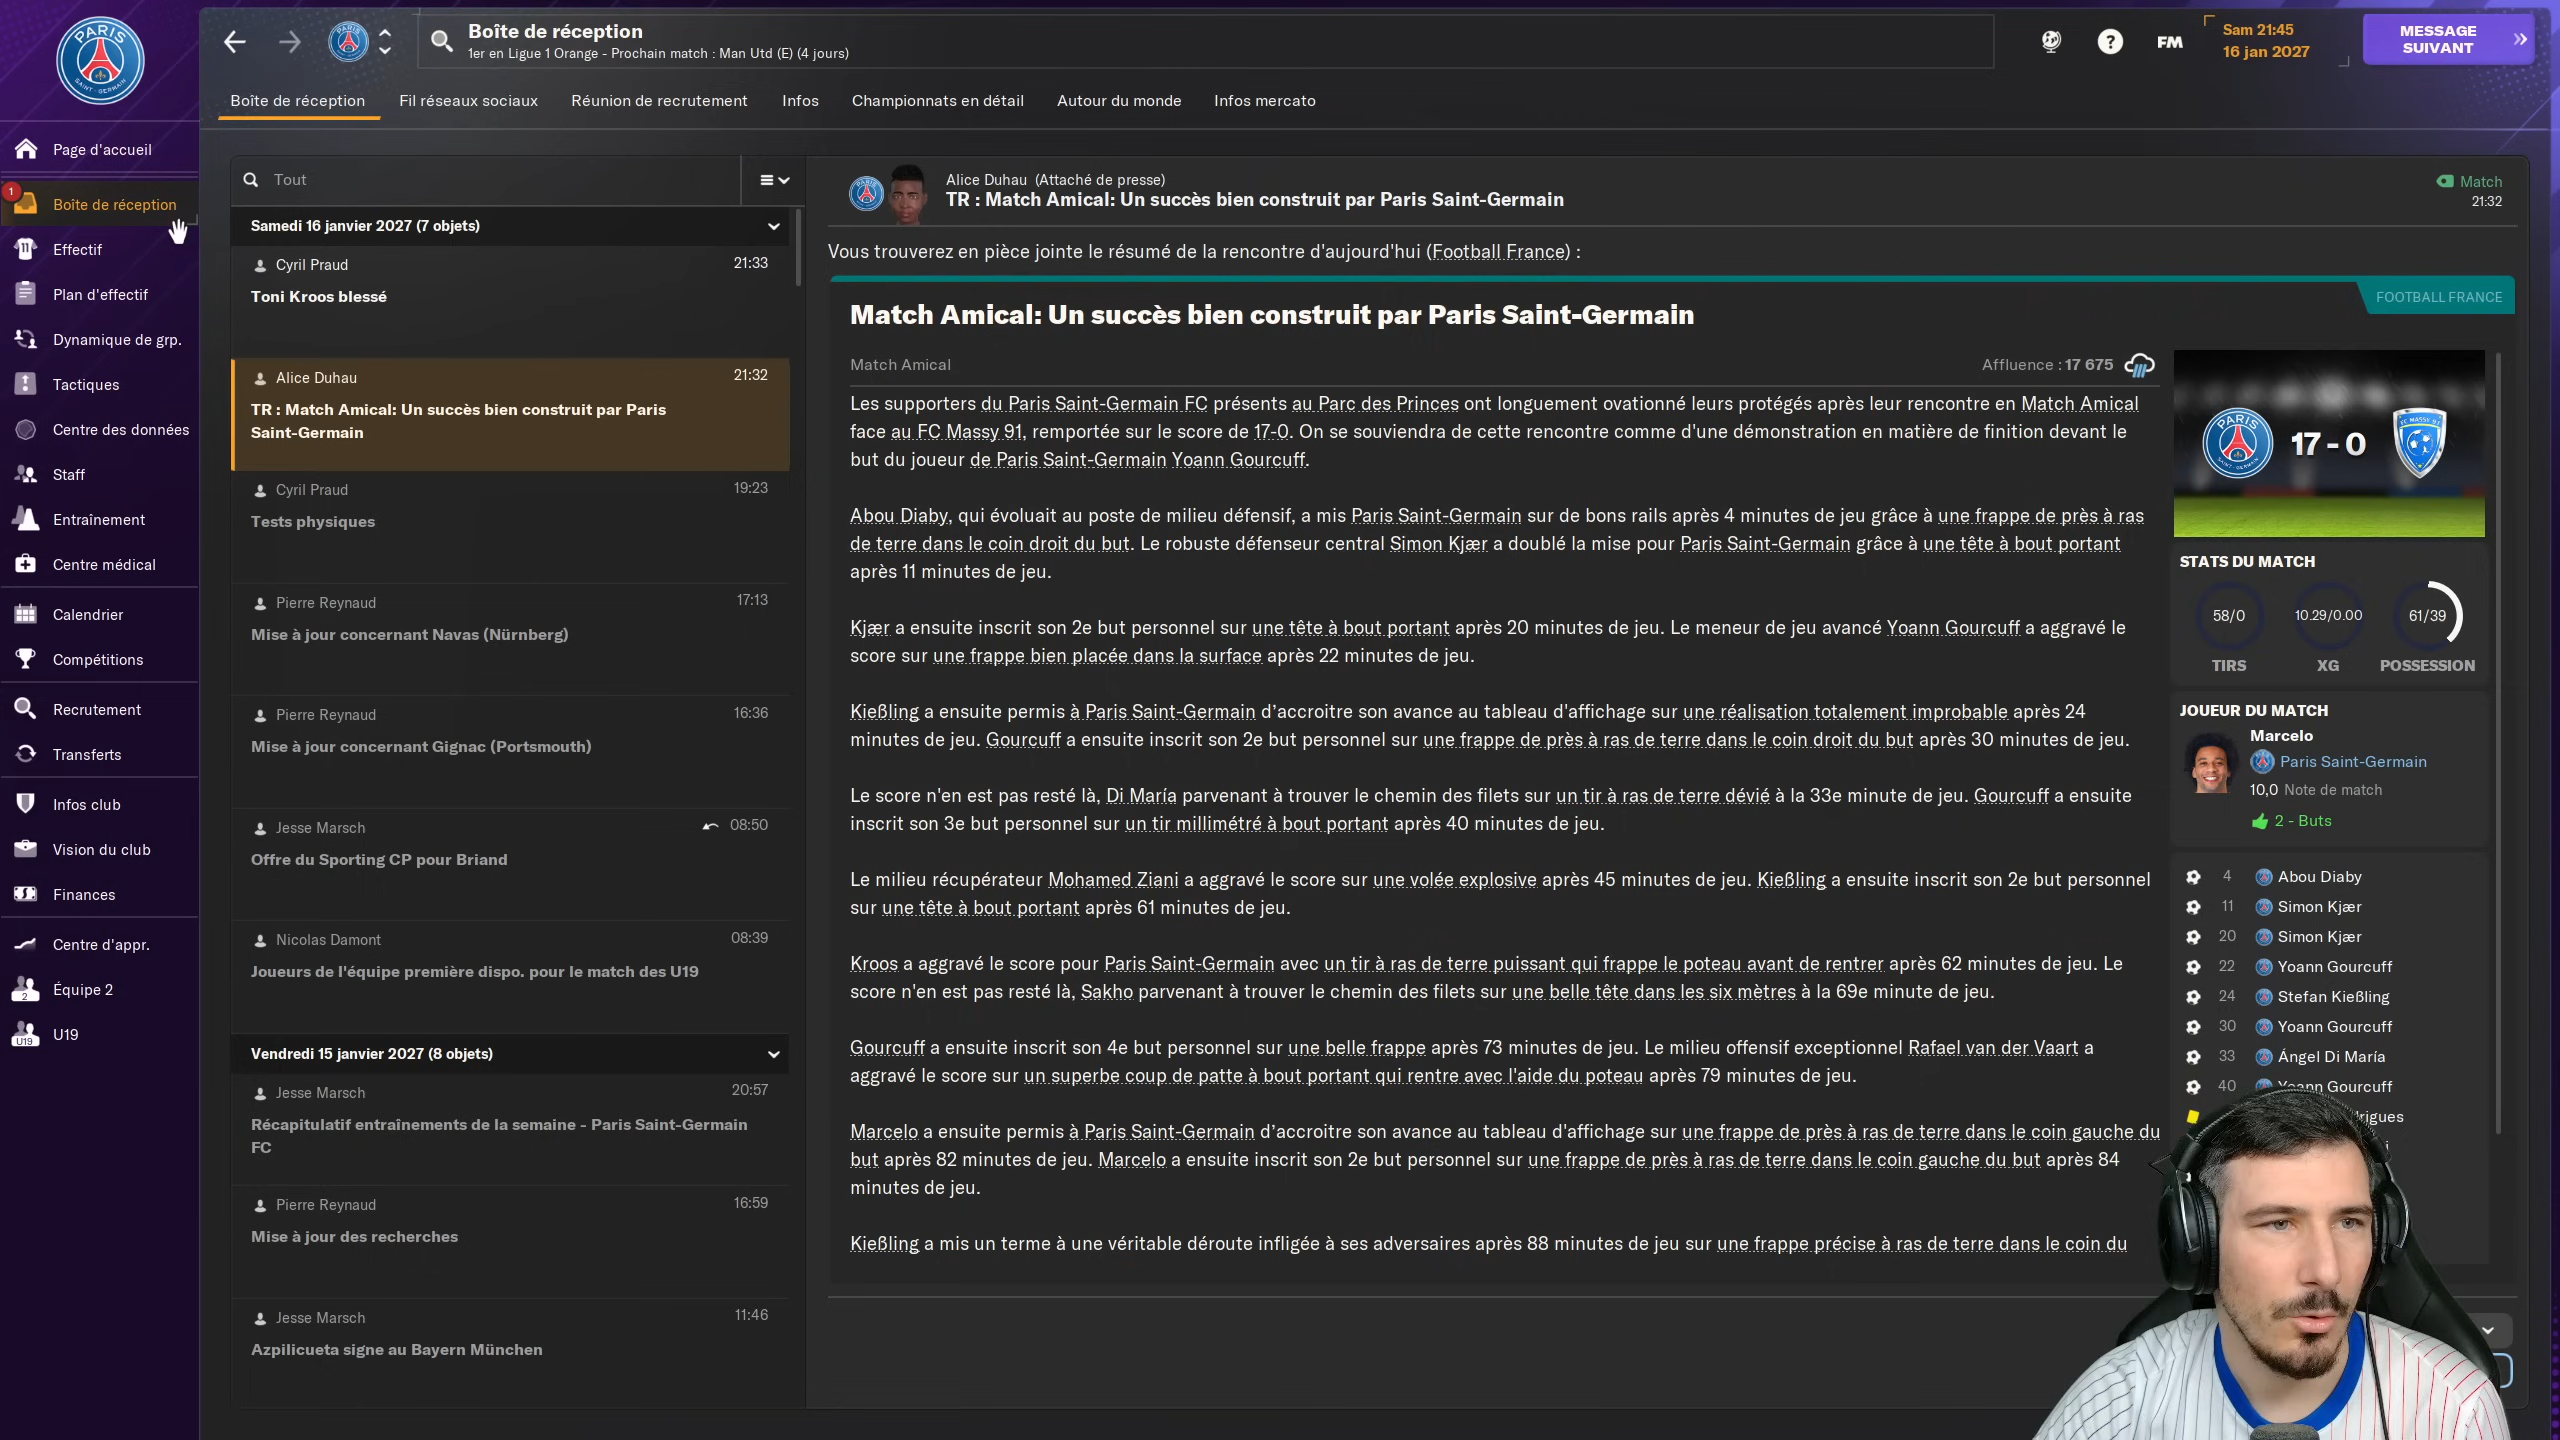 Boîte de réception
1er en Ligue 1 Orange - Prochain match : Man Utd (E) (4 jours)
FM
Sam 21:45
16 jan 2027
MESSAGE
SUIVANT
Boîte de réception
Fil réseaux sociaux
Réunion de recrutement
Infos
Championnats en détail
Autour du monde
Infos mercato
Page d'accueil
1
Boîte de réception
Effectif
Plan d'effectif
Dynamique de grp.
Tactiques
Centre des données
Staff
Entraînement
Centre médical
Calendrier
Compétitions
Recrutement
Transferts
Infos club
Vision du club
Finances
Centre d'appr.
2
Équipe 2
U19
U19
Tout
Samedi 16 janvier 2027 (7 objets)
Cyril Praud 21:33
Toni Kroos blessé
Alice Duhau 21:32
TR : Match Amical: Un succès bien construit par Paris
Saint-Germain
Cyril Praud 19:23
Tests physiques
Pierre Reynaud 17:13
Mise à jour concernant Navas (Nürnberg)
Pierre Reynaud 16:36
Mise à jour concernant Gignac (Portsmouth)
Jesse Marsch 08:50
Offre du Sporting CP pour Briand
Nicolas Damont 08:39
Joueurs de l'équipe première dispo. pour le match des U19
Vendredi 15 janvier 2027 (8 objets)
Jesse Marsch 20:57
Récapitulatif entraînements de la semaine - Paris Saint-Germain
FC
Pierre Reynaud 16:59
Mise à jour des recherches
Jesse Marsch 11:46
Azpilicueta signe au Bayern München
Alice Duhau (Attaché de presse)
TR : Match Amical: Un succès bien construit par Paris Saint-Germain
Match
21:32
Vous trouverez en pièce jointe le résumé de la rencontre d'aujourd'hui (Football France) :
FOOTBALL FRANCE
Match Amical: Un succès bien construit par Paris Saint-Germain
Match Amical
Affluence : 17 675
Les supporters du Paris Saint-Germain FC présents au Parc des Princes ont longuement ovationné leurs protégés après leur rencontre en Match Amical
face au FC Massy 91, remportée sur le score de 17-0. On se souviendra de cette rencontre comme d'une démonstration en matière de finition devant le
but du joueur de Paris Saint-Germain Yoann Gourcuff.
Abou Diaby, qui évoluait au poste de milieu défensif, a mis Paris Saint-Germain sur de bons rails après 4 minutes de jeu grâce à une frappe de près à ras
de terre dans le coin droit du but. Le robuste défenseur central Simon Kjær a doublé la mise pour Paris Saint-Germain grâce à une tête à bout portant
après 11 minutes de jeu.
Kjær a ensuite inscrit son 2e but personnel sur une tête à bout portant après 20 minutes de jeu. Le meneur de jeu avancé Yoann Gourcuff a aggravé le
score sur une frappe bien placée dans la surface après 22 minutes de jeu.
Kießling a ensuite permis à Paris Saint-Germain d’accroitre son avance au tableau d'affichage sur une réalisation totalement improbable après 24
minutes de jeu. Gourcuff a ensuite inscrit son 2e but personnel sur une frappe de près à ras de terre dans le coin droit du but après 30 minutes de jeu.
Le score n'en est pas resté là, Di María parvenant à trouver le chemin des filets sur un tir à ras de terre dévié à la 33e minute de jeu. Gourcuff a ensuite
inscrit son 3e but personnel sur un tir millimétré à bout portant après 40 minutes de jeu.
Le milieu récupérateur Mohamed Ziani a aggravé le score sur une volée explosive après 45 minutes de jeu. Kießling a ensuite inscrit son 2e but personnel
sur une tête à bout portant après 61 minutes de jeu.
Kroos a aggravé le score pour Paris Saint-Germain avec un tir à ras de terre puissant qui frappe le poteau avant de rentrer après 62 minutes de jeu. Le
score n'en est pas resté là, Sakho parvenant à trouver le chemin des filets sur une belle tête dans les six mètres à la 69e minute de jeu.
Gourcuff a ensuite inscrit son 4e but personnel sur une belle frappe après 73 minutes de jeu. Le milieu offensif exceptionnel Rafael van der Vaart a
aggravé le score sur un superbe coup de patte à bout portant qui rentre avec l'aide du poteau après 79 minutes de jeu.
Marcelo a ensuite permis à Paris Saint-Germain d’accroitre son avance au tableau d'affichage sur une frappe de près à ras de terre dans le coin gauche du
but après 82 minutes de jeu. Marcelo a ensuite inscrit son 2e but personnel sur une frappe de près à ras de terre dans le coin gauche du but après 84
minutes de jeu.
Kießling a mis un terme à une véritable déroute infligée à ses adversaires après 88 minutes de jeu sur une frappe précise à ras de terre dans le coin du
17 - 0
STATS DU MATCH
58/0 10.29/0.00 61/39
TIRS XG POSSESSION
JOUEUR DU MATCH
Marcelo
Paris Saint-Germain
10,0 Note de match
2 - Buts
4 Abou Diaby
11 Simon Kjær
20 Simon Kjær
22 Yoann Gourcuff
24 Stefan Kießling
30 Yoann Gourcuff
33 Ángel Di María
40 Yoann Gourcuff